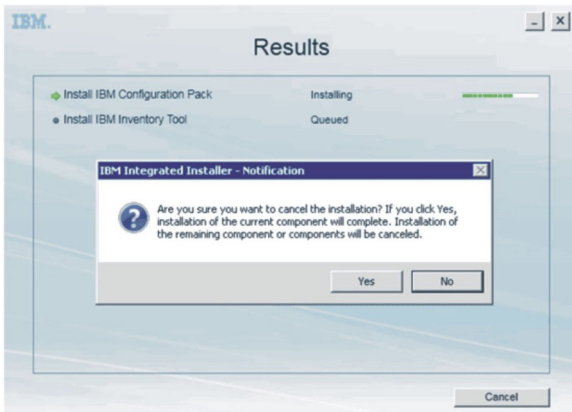 IBM.
Results
Install IBM Configuration Pack Installing
Install IBM Inventory Tool Queued
IBM Integrated Installer - Notification
Are you sure you want to cancel the installation? If you click Yes,
installation of the current component will complete. Installation of
the remaining component or components will be canceled.
Yes No
Cancel